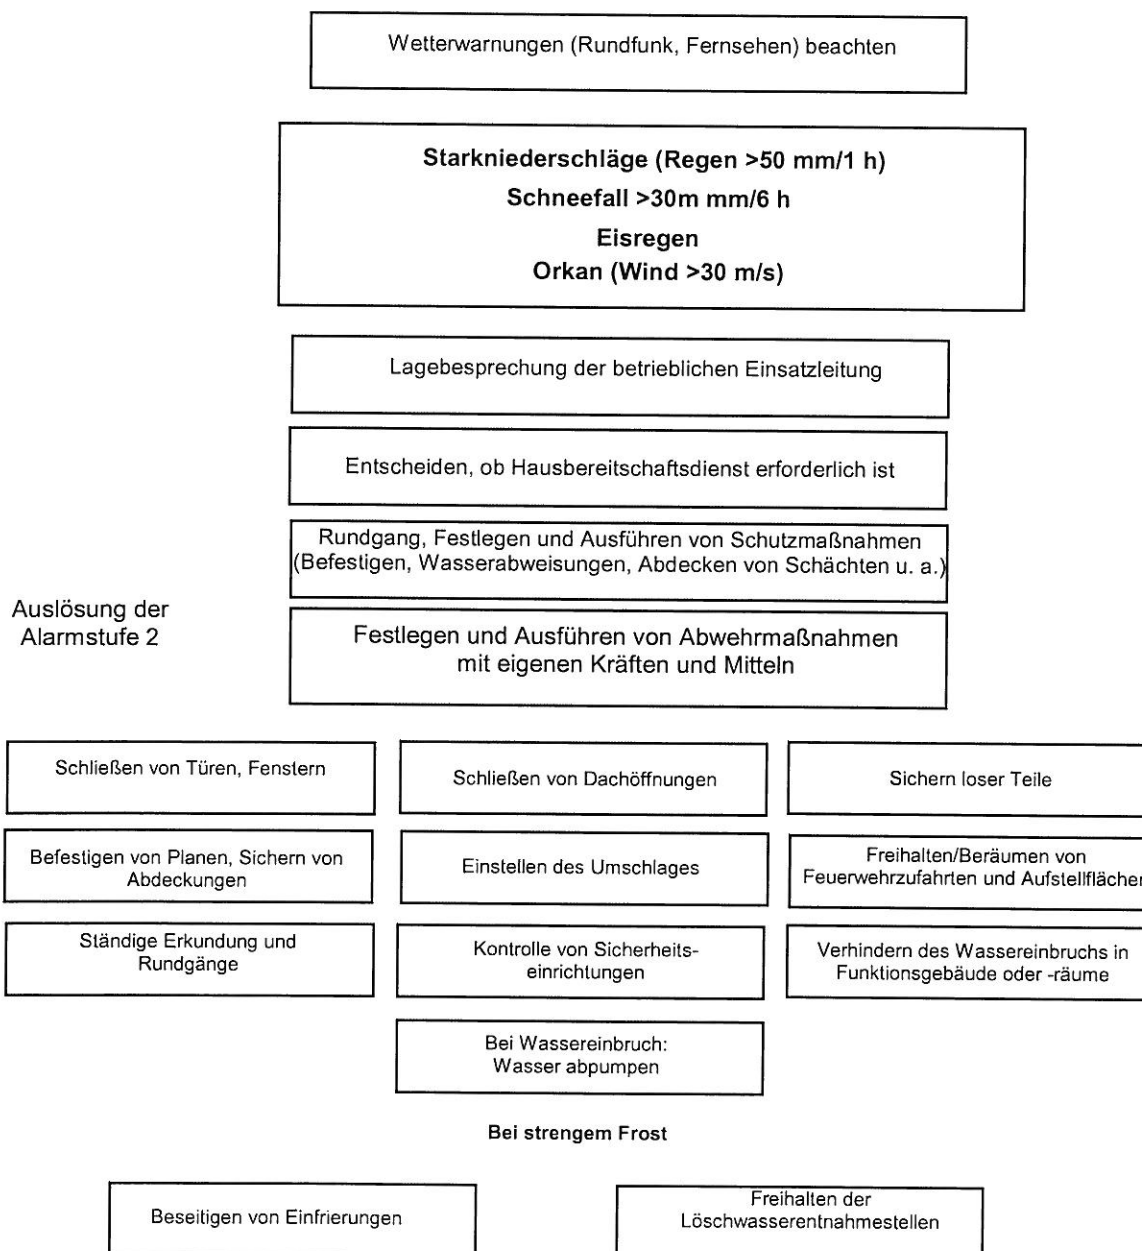 Wetterwarnungen (Rundfunk, Fernsehen) beachten
Starkniederschläge (Regen >50 mm/1 h)
Schneefall >30m mm/6 h
Eisregen
Orkan (Wind >30 m/s)
Lagebesprechung der betrieblichen Einsatzleitung
Entscheiden, ob Hausbereitschaftsdienst erforderlich ist
Rundgang, Festlegen und Ausführen von Schutzmaßnahmen
(Befestigen, Wasserabweisungen, Abdecken von Schächten u. a.)
Auslösung der
Alarmstufe 2
Festlegen und Ausführen von Abwehrmaßnahmen
mit eigenen Kräften und Mitteln
Schließen von Türen, Fenstern
Schließen von Dachöffnungen
Sichern loser Teile
Befestigen von Planen, Sichern von
Abdeckungen
Einstellen des Umschlages
Freihalten/Beräumen von
Feuerwehrzufahrten und Aufstellflächen
Ständige Erkundung und
Rundgänge
Kontrolle von Sicherheits-
einrichtungen
Verhindern des Wassereinbruchs in
Funktionsgebäude oder -räume
Bei Wassereinbruch:
Wasser abpumpen
Bei strengem Frost
Beseitigen von Einfrierungen
Freihalten der
Löschwasserentnahmestellen